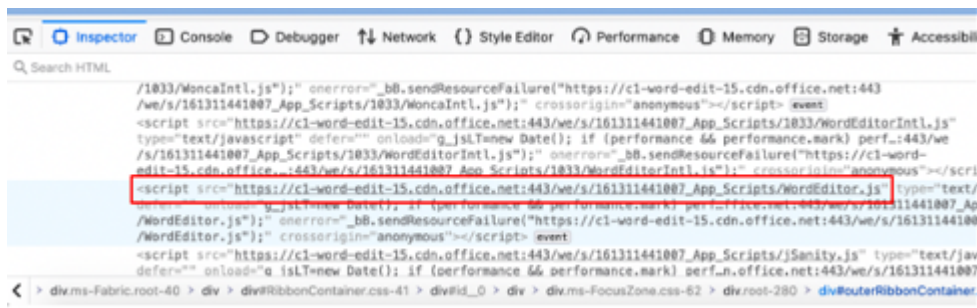 Inspector Console Debugger Network {} Style Editor Performance Memory Storage Accessibil
Search HTML
/1033/WoncaIntl.js");" onerror="_bB.sendResourceFailure("https://c1-word-edit-15.cdn.office.net:443
/we/s/161311441007_App_Scripts/1033/WoncaIntl.js");" crossorigin="anonymous"></script> event
<script src="https://c1-word-edit-15.cdn.office.net:443/we/s/161311441007_App_Scripts/1033/WordEditorIntl.js"
type="text/javascript" defer="" onload="g_jsLT=new Date(); if (performance && performance.mark) perf…:443/we
/s/161311441007_App_Scripts/1033/WordEditorIntl.js");" onerror="_bB.sendResourceFailure("https://c1-word-
edit-15.cdn.office.…:443/we/s/161311441007_App_Scripts/1033/WordEditorIntl.js");" crossorigin="anonymous"></scri
<script src="https://c1-word-edit-15.cdn.office.net:443/we/s/161311441007_App_Scripts/WordEditor.js" type="text/
defer="" onload="g_jsLT=new Date(); if (performance && performance.mark) perf…ffice.net:443/we/s/161311441007_Ap
/WordEditor.js");" onerror="_bB.sendResourceFailure("https://c1-word-edit-15.cdn.office.net:443/we/s/16131144100
/WordEditor.js");" crossorigin="anonymous"></script> event
<script src="https://c1-word-edit-15.cdn.office.net:443/we/s/161311441007_App_Scripts/jSanity.js" type="text/jav
defer="" onload="g_jsLT=new Date(); if (performance && performance.mark) perf…n.office.net:443/we/s/161311441007
< > div.ms-Fabric.root-40 > div > div#RibbonContainer.css-41 > div#id__0 > div > div.ms-FocusZone.css-62 > div.root-280 > div#outerRibbonContainer